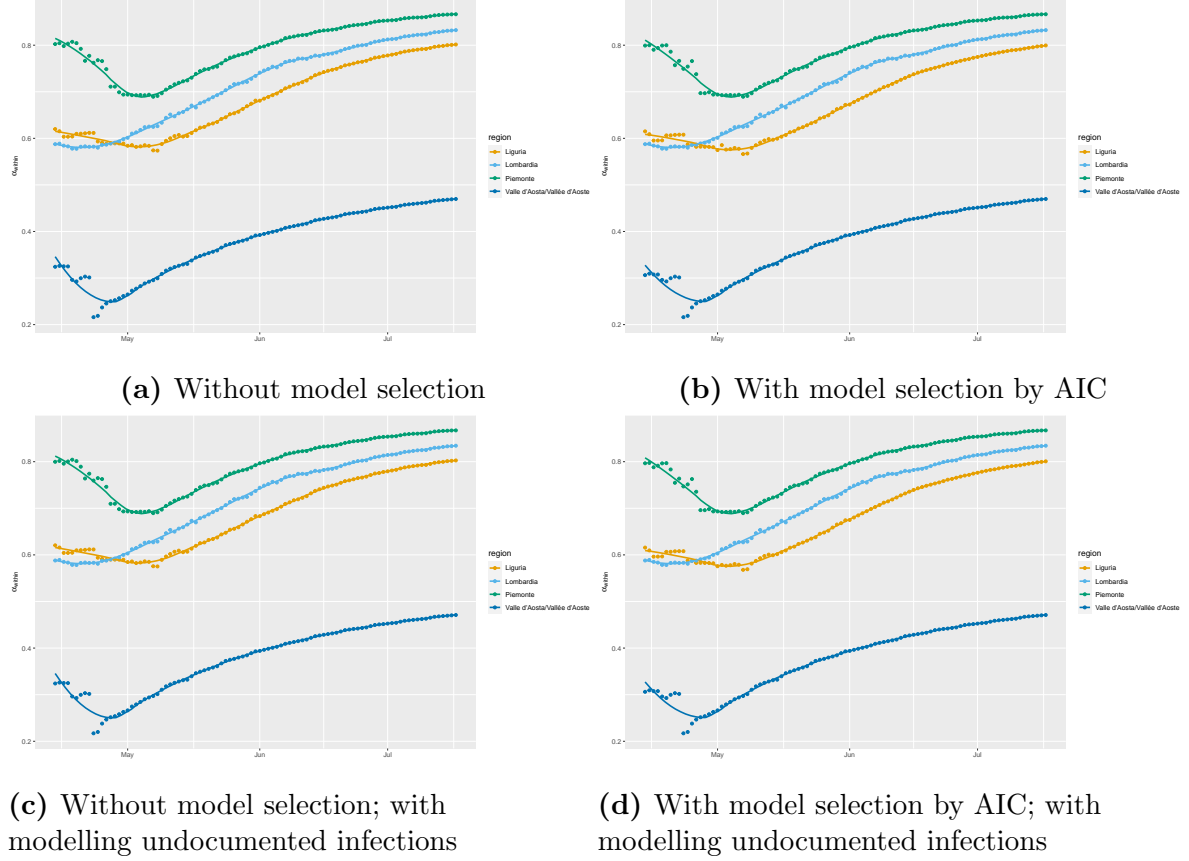 0.8
0.6
0.4
0.2
αwithin
May
Jun
Jul
region
Liguria
Lombardia
Piemonte
Valle d'Aosta/Vallée d'Aoste
0.8
0.6
0.4
0.2
αwithin
May
Jun
Jul
region
Liguria
Lombardia
Piemonte
Valle d'Aosta/Vallée d'Aoste
(a) Without model selection
(b) With model selection by AIC
0.8
0.6
0.4
0.2
αwithin
May
Jun
Jul
region
Liguria
Lombardia
Piemonte
Valle d'Aosta/Vallée d'Aoste
0.8
0.6
0.4
0.2
αwithin
May
Jun
Jul
region
Liguria
Lombardia
Piemonte
Valle d'Aosta/Vallée d'Aoste
(c) Without model selection; with
modelling undocumented infections
(d) With model selection by AIC; with
modelling undocumented infections